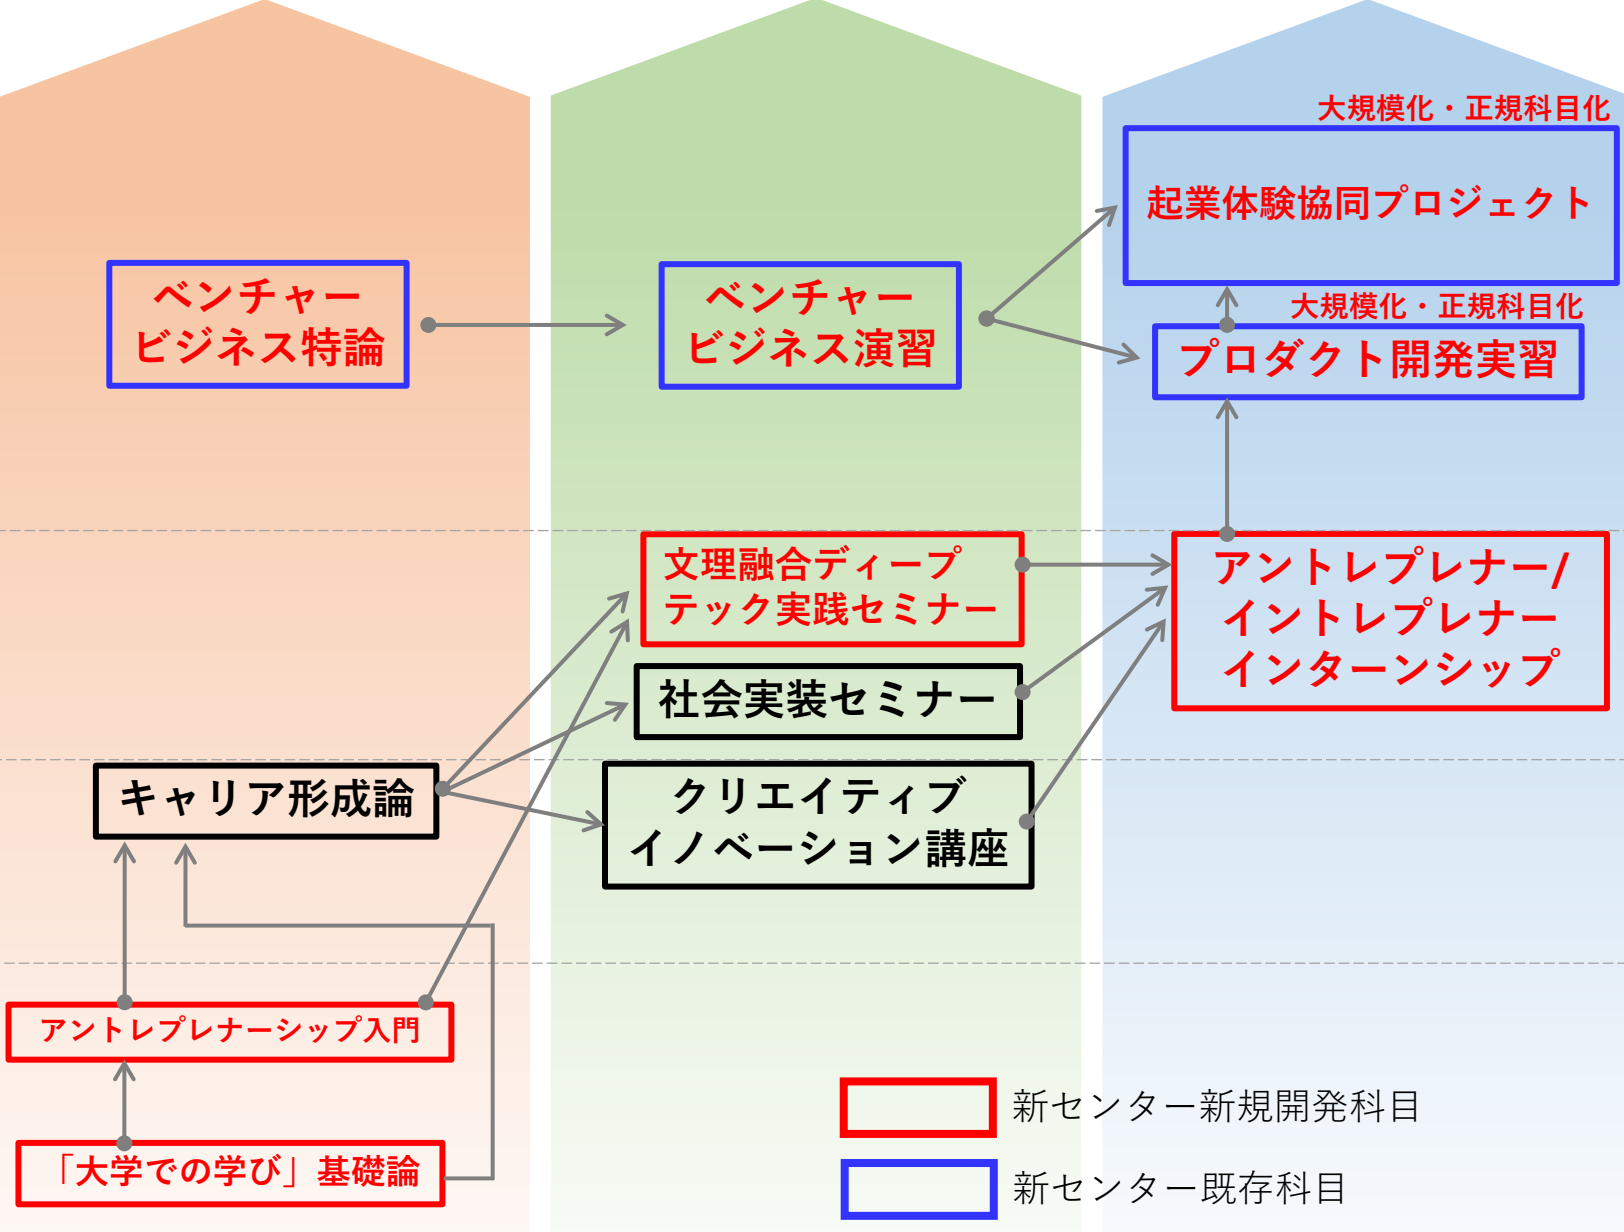 大規模化・正規科目化
起業体験協同プロジェクト
ベンチャー
ビジネス特論
ベンチャー
ビジネス演習
大規模化・正規科目化
プロダクト開発実習
文理融合ディープ
テック実践セミナー
アントレプレナー/
イントレプレナー
インターンシップ
社会実装セミナー
キャリア形成論
クリエイティブ
イノベーション講座
アントレプレナーシップ入門
「大学での学び」基礎論
新センター新規開発科目
新センター既存科目